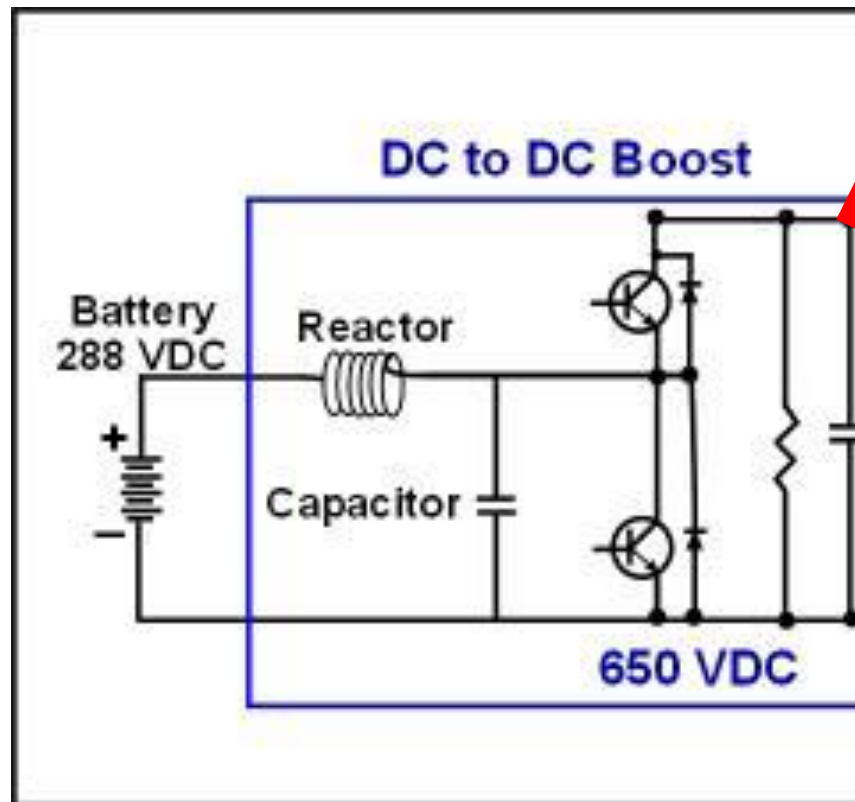 DC to DC Boost
Battery
288 VDC
Reactor
+
Capacitor
−
650 VDC